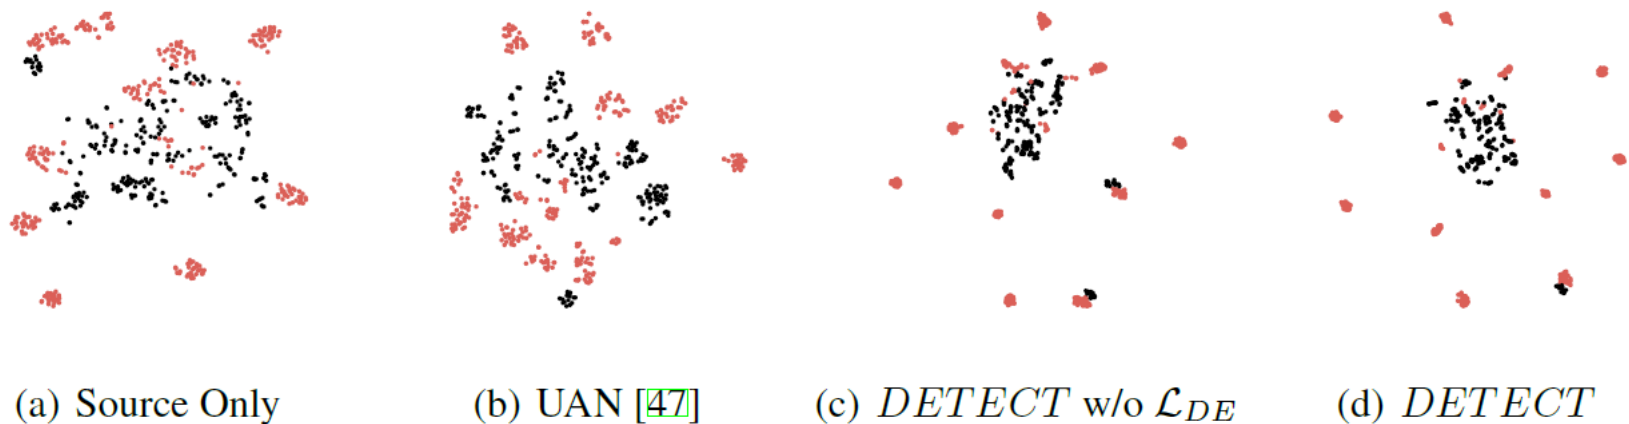 (a) Source Only (b) UAN [47] (c) DETECT w/o ℒ_DE (d) DETECT